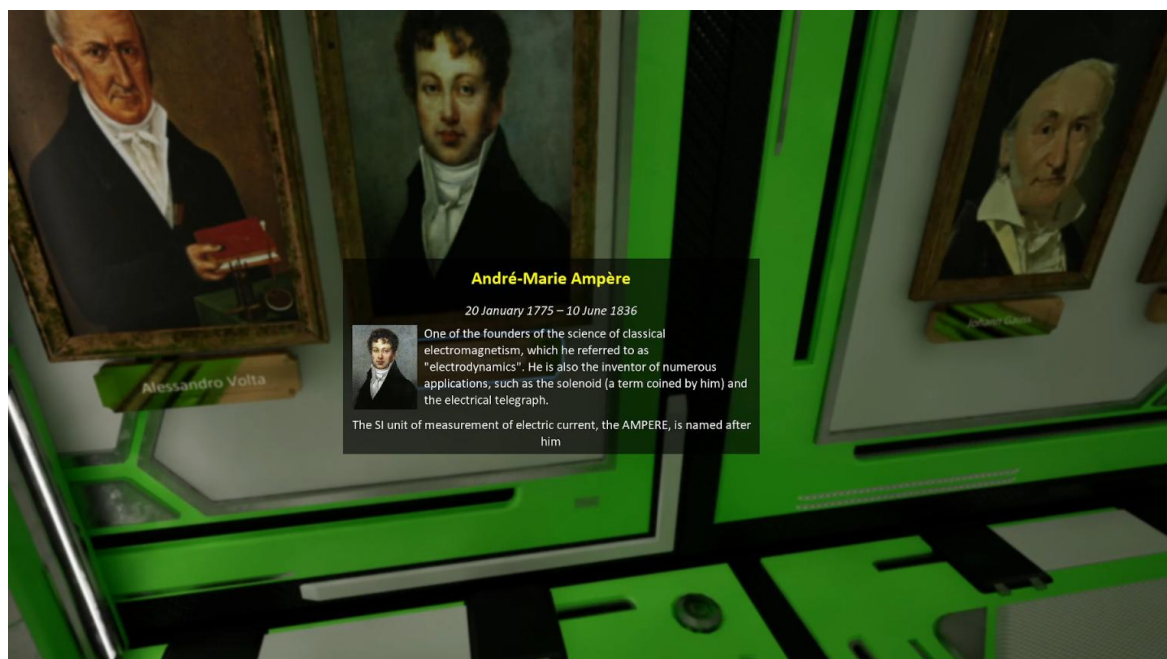 André-Marie Ampère
20 January 1775 – 10 June 1836
One of the founders of the science of classical
electromagnetism, which he referred to as
"electrodynamics". He is also the inventor of numerous
applications, such as the solenoid (a term coined by him) and
the electrical telegraph.
The SI unit of measurement of electric current, the AMPERE, is named after
him
Alessandro Volta
Johann Gauss